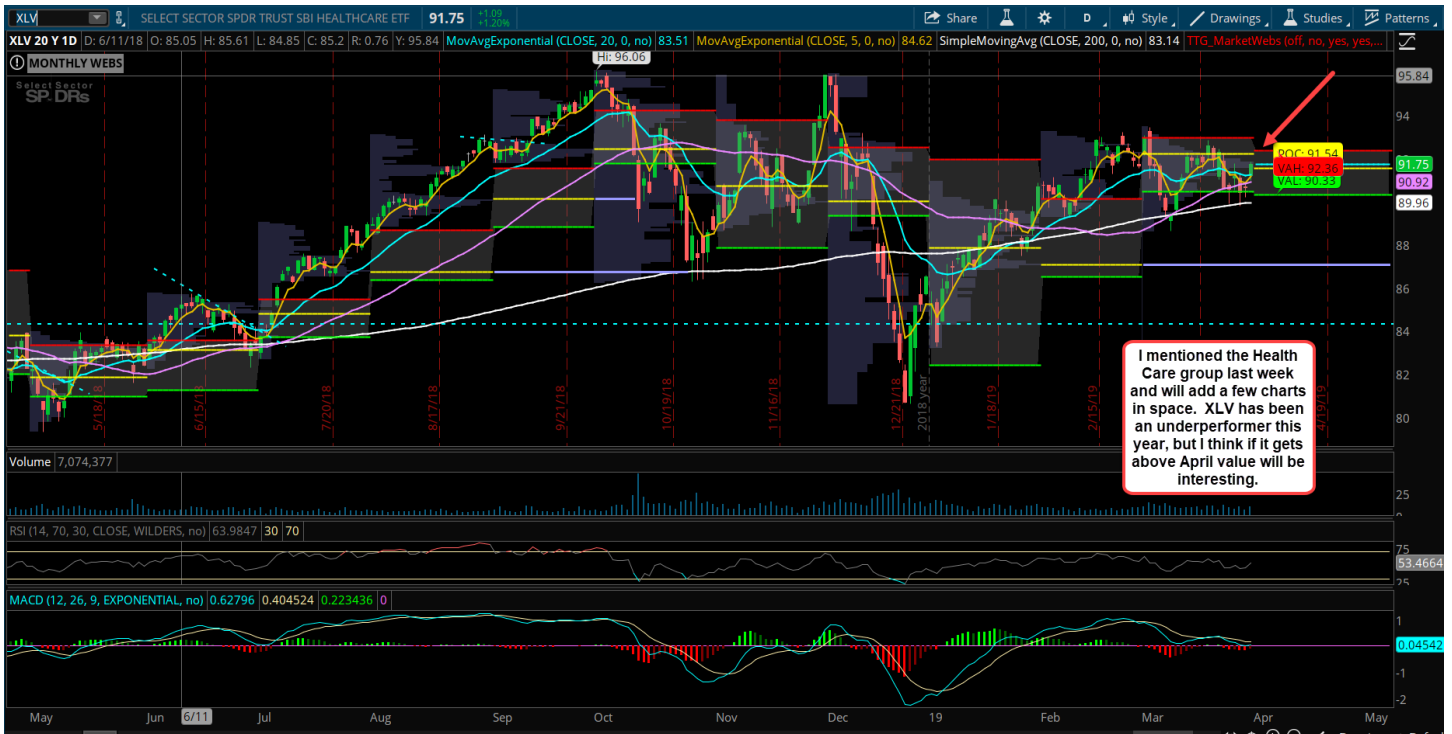 XLV
SELECT SECTOR SPDR TRUST SBI HEALTHCARE ETF
91.75
+1.09
+1.20%
Share
D
Style
Drawings
Studies
Patterns
XLV 20 Y 1D
D: 6/11/18
O: 85.05
H: 85.61
L: 84.85
C: 85.2
R: 0.76
Y: 95.84
MovAvgExponential (CLOSE, 20, 0, no)
83.51
MovAvgExponential (CLOSE, 5, 0, no)
84.62
SimpleMovingAvg (CLOSE, 200, 0, no)
83.14
TTG_MarketWebs (off, no, yes, yes,...
MONTHLY WEBS
Select Sector
SPDRs
Hi: 96.06
95.84
94
POC: 91.54
VAH: 92.36
VAL: 90.33
91.75
90.92
89.96
88
86
84
82
80
I mentioned the Health
Care group last week
and will add a few charts
in space. XLV has been
an underperformer this
year, but I think if it gets
above April value will be
interesting.
5/18/18
6/15/18
7/20/18
8/17/18
9/21/18
10/19/18
11/16/18
12/21/18
2018 year
1/18/19
2/15/19
4/19/19
Volume
7,074,377
25
0
RSI (14, 70, 30, CLOSE, WILDERS, no)
63.9847
30
70
75
53.4664
25
MACD (12, 26, 9, EXPONENTIAL, no)
0.62796
0.404524
0.223436
0
1
0.04542
-1
-2
May
Jun
6/11
Jul
Aug
Sep
Oct
Nov
Dec
19
Feb
Mar
Apr
May